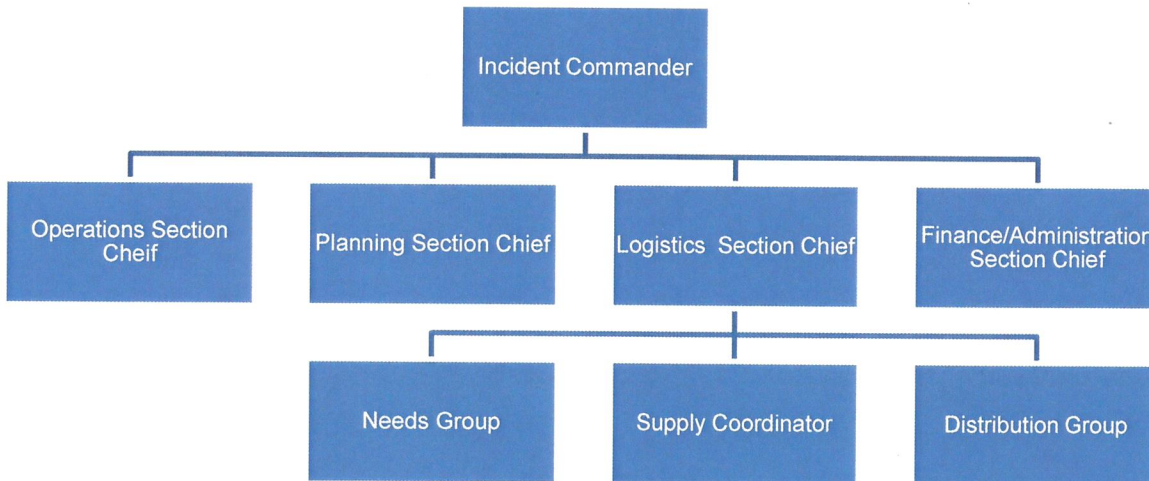 Incident Commander
Operations Section
Cheif
Planning Section Chief
Logistics  Section Chief
Finance/Administration
Section Chief
Needs Group
Supply Coordinator
Distribution Group